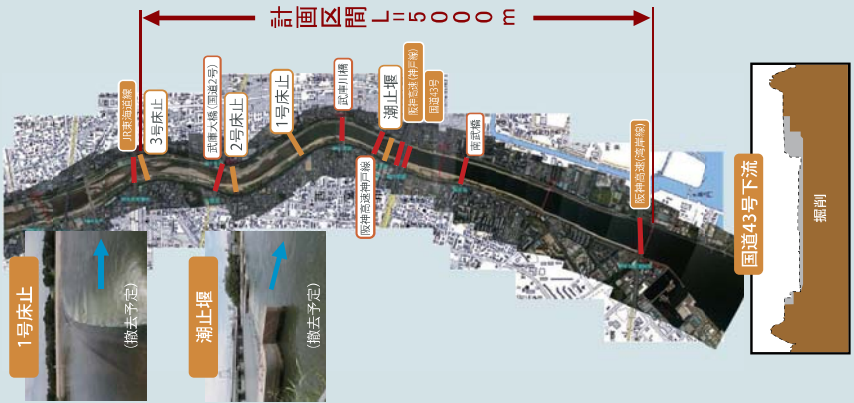 計画区間 L=5000m
JR東海道線
3号床止
武庫大橋(国道2号)
2号床止
1号床止
武庫川橋
潮止堰
阪神高速(神戸線)
国道43号
阪神高速神戸線
南武橋
阪神高速(湾岸線)
1号床止
(撤去予定)
潮止堰
(撤去予定)
国道43号下流
掘削